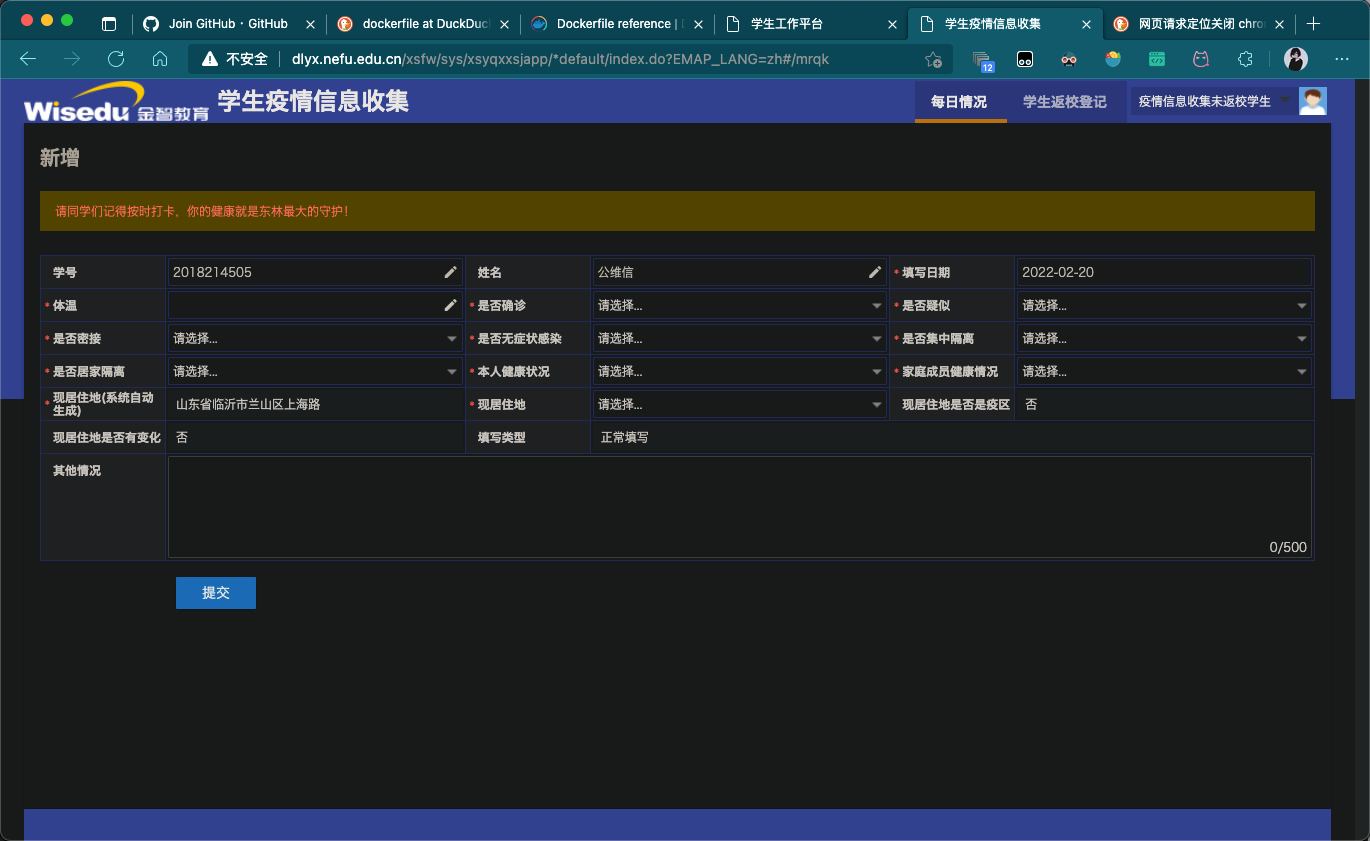 Join GitHub · GitHub
dockerfile at DuckDuc
Dockerfile reference |
学生工作平台
学生疫情信息收集
网页请求定位关闭 chro
不安全
dlyx.nefu.edu.cn/xsfw/sys/xsyqxxsjapp/*default/index.do?EMAP_LANG=zh#/mrqk
12
Wisedu 金智教育
学生疫情信息收集
每日情况
学生返校登记
疫情信息收集未返校学生
新增
请同学们记得按时打卡，你的健康就是东林最大的守护！
学号 2018214505 姓名 公维信 * 填写日期 2022-02-20
* 体温 * 是否确诊 请选择... * 是否疑似 请选择...
* 是否密接 请选择... * 是否无症状感染 请选择... * 是否集中隔离 请选择...
* 是否居家隔离 请选择... * 本人健康状况 请选择... * 家庭成员健康情况 请选择...
* 现居住地(系统自动
生成) 山东省临沂市兰山区上海路 * 现居住地 请选择... 现居住地是否是疫区 否
现居住地是否有变化 否 填写类型 正常填写
其他情况
0/500
提交